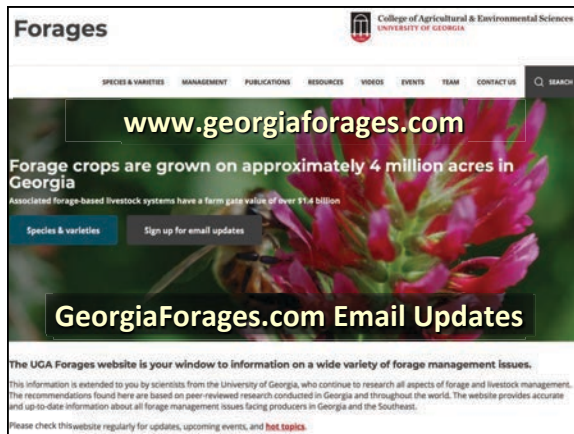 Forages
College of Agricultural & Environmental Sciences
UNIVERSITY OF GEORGIA
SPECIES & VARIETIES MANAGEMENT PUBLICATIONS RESOURCES VIDEOS EVENTS TEAM CONTACT US SEARCH
www.georgiaforages.com
Forage crops are grown on approximately 4 million acres in
Georgia
Associated forage-based livestock systems have a farm gate value of over $1.4 billion
Species & varieties Sign up for email updates
GeorgiaForages.com Email Updates
The UGA Forages website is your window to information on a wide variety of forage management issues.
This information is extended to you by scientists from the University of Georgia, who continue to research all aspects of forage and livestock management.
The recommendations found here are based on peer-reviewed research conducted in Georgia and throughout the world. The website provides accurate
and up-to-date information about all forage management issues facing producers in Georgia and the Southeast.
Please check this website regularly for updates, upcoming events, and hot topics.